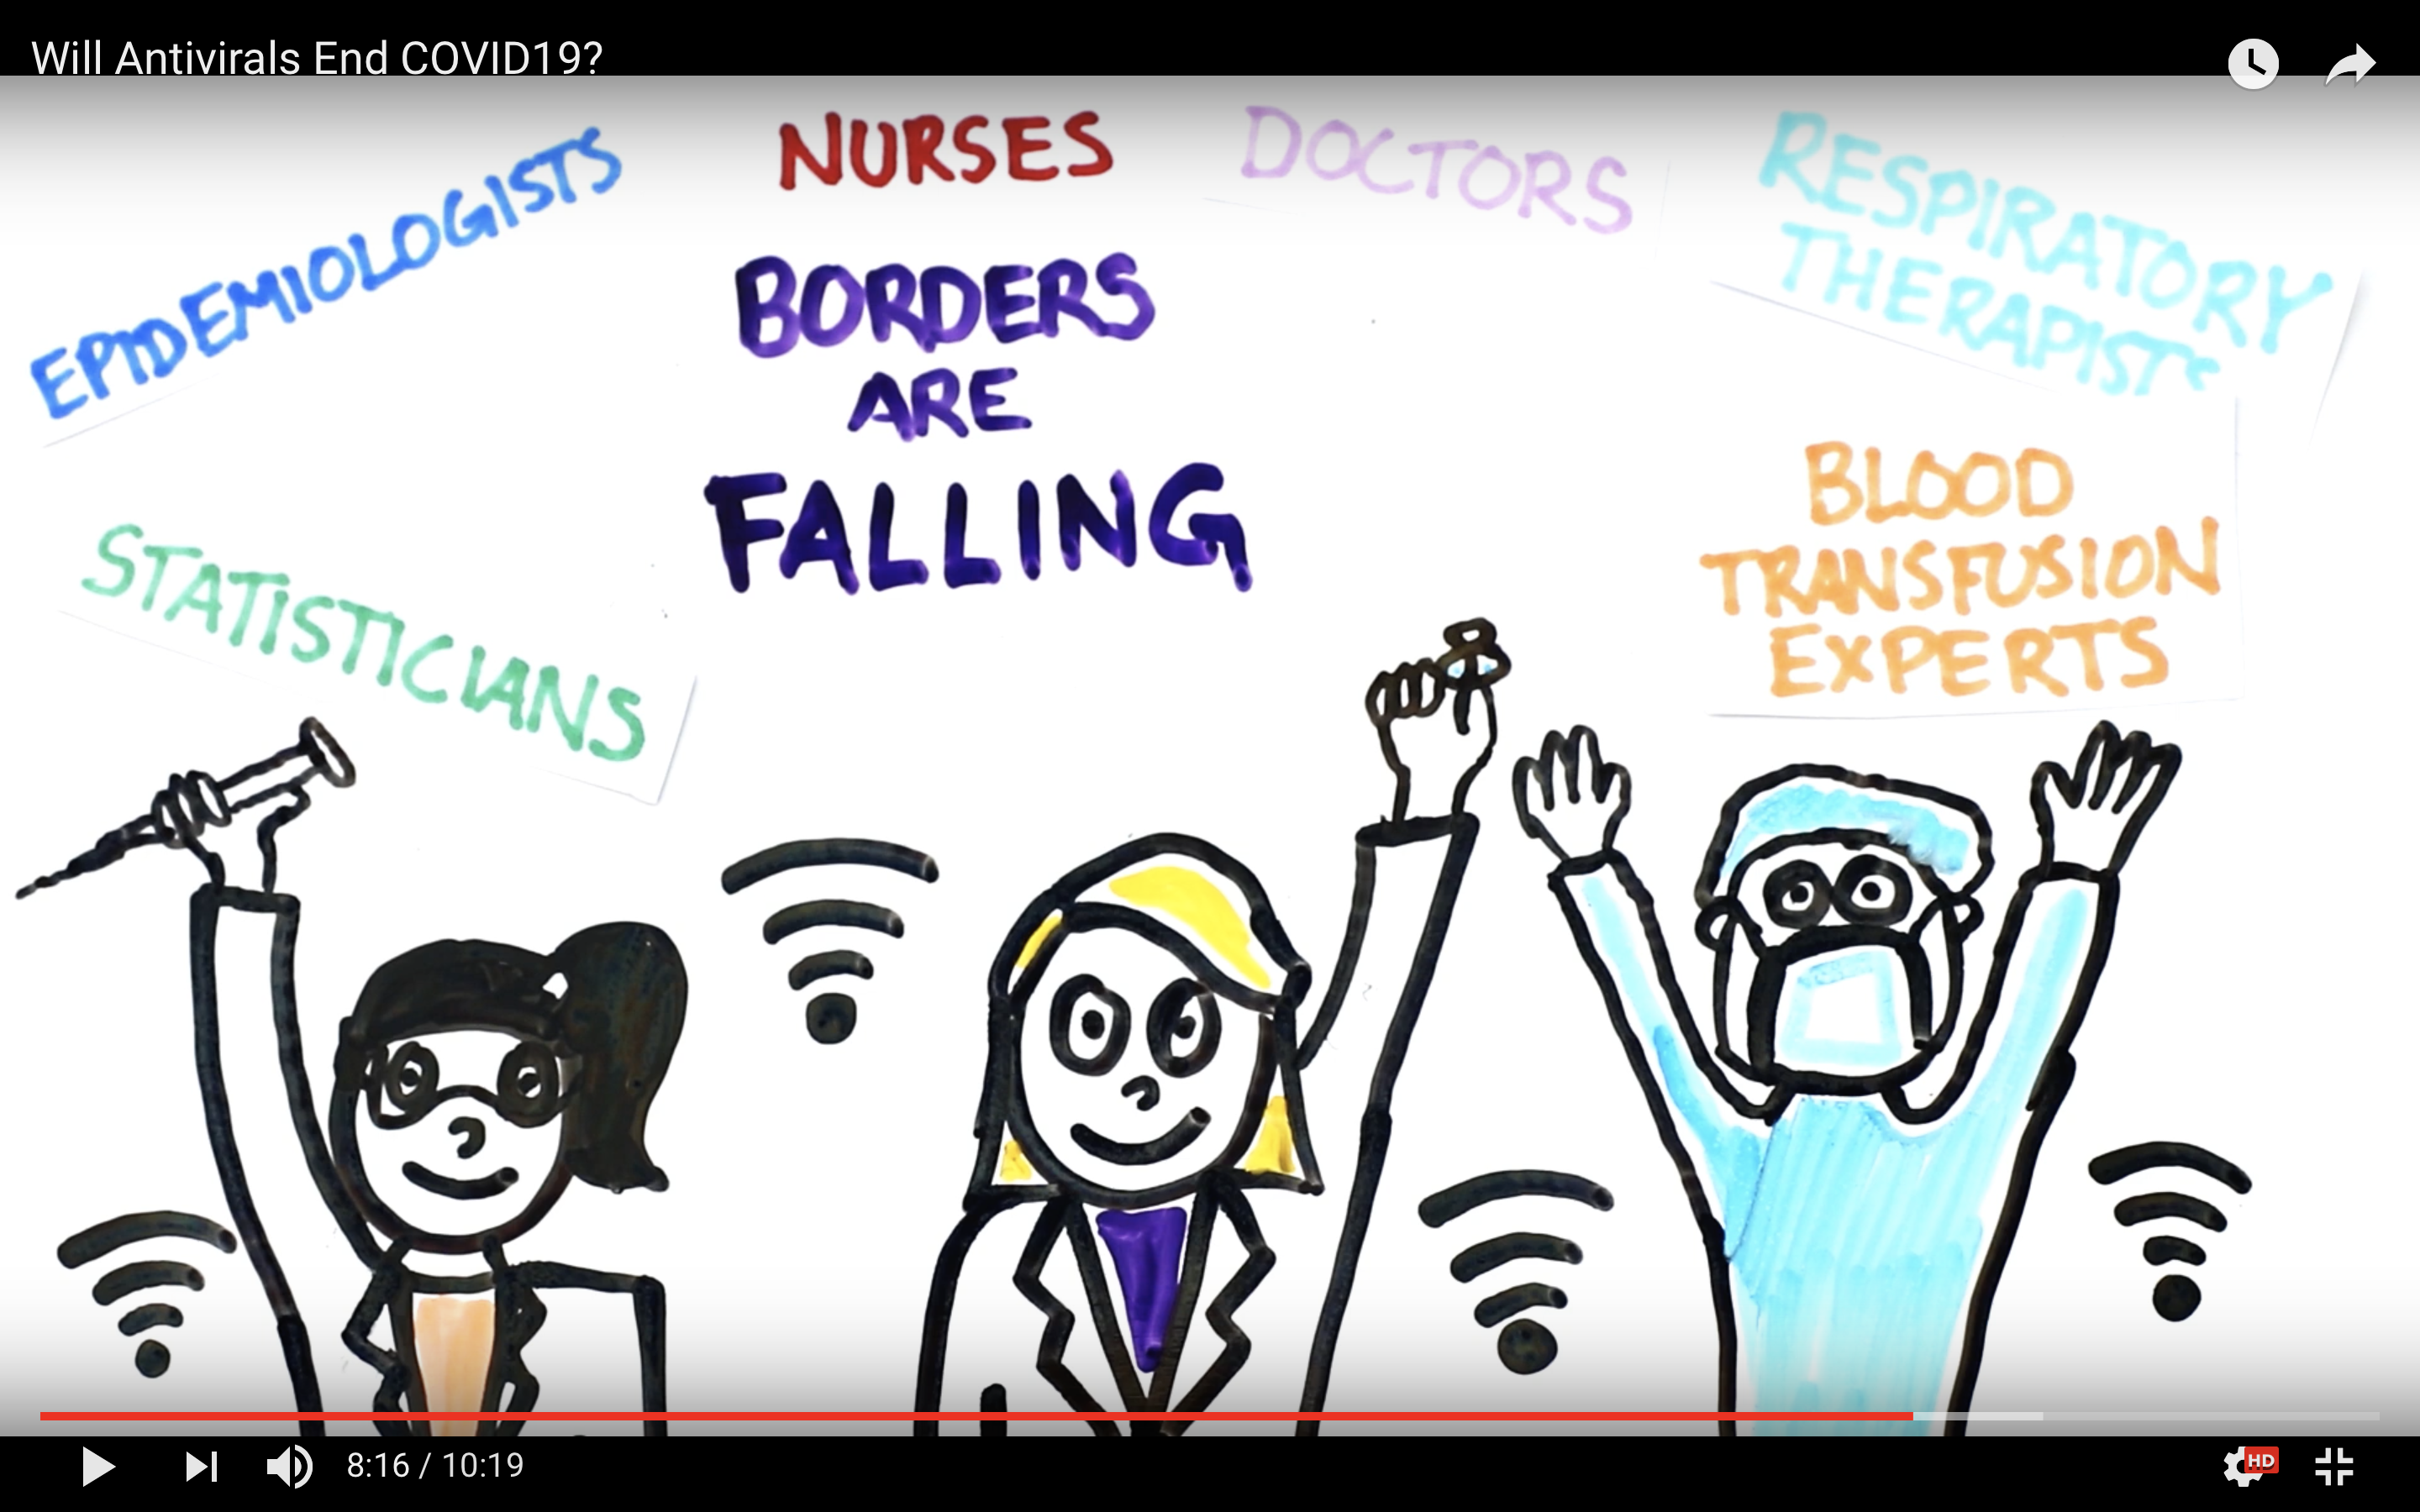 Will Antivirals End COVID19?
NURSES
DOCTORS
RESPIRATORY
THERAPISTS
EPIDEMIOLOGISTS
BORDERS
ARE
FALLING
BLOOD
TRANSFUSION
EXPERTS
STATISTICIANS
8:16 / 10:19
HD